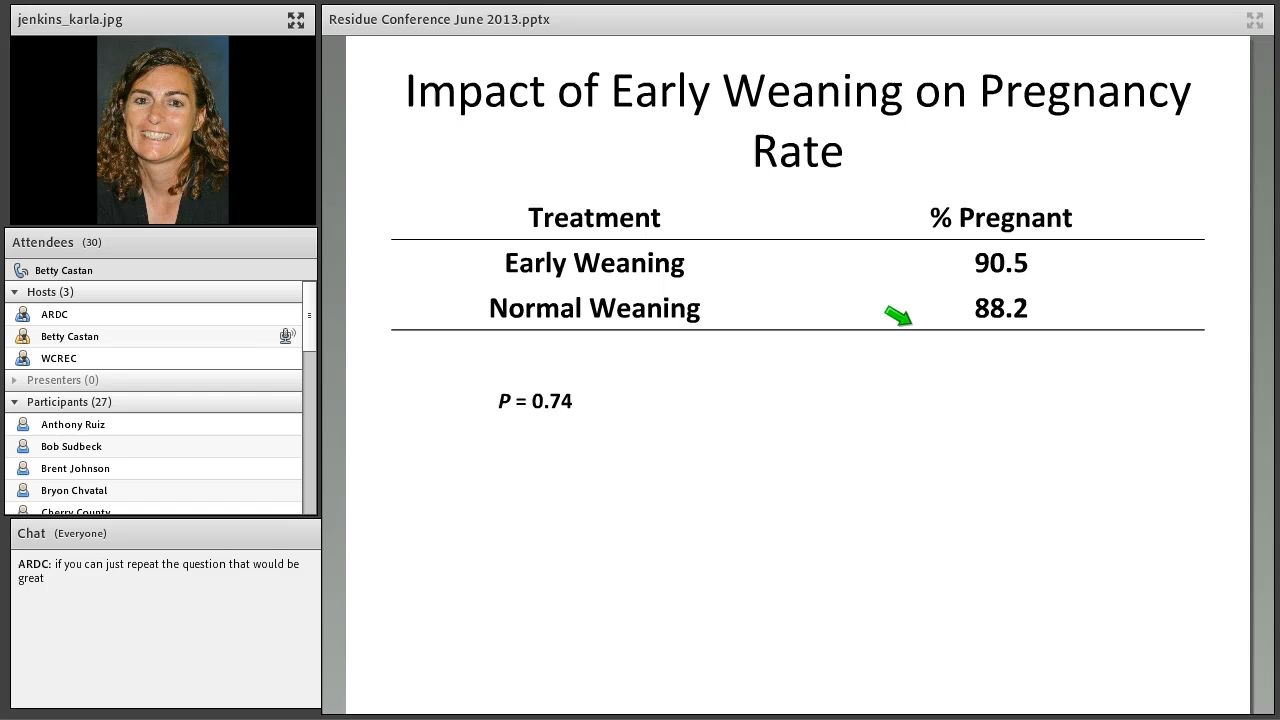 jenkins_karla.jpg
Attendees (30)
Betty Castan
Hosts (3)
ARDC
Betty Castan
WCREC
Presenters (0)
Participants (27)
Anthony Ruiz
Bob Sudbeck
Brent Johnson
Bryon Chvatal
Cherry County
Chat (Everyone)
ARDC: if you can just repeat the question that would be
great
Residue Conference June 2013.pptx
Impact of Early Weaning on Pregnancy
Rate
Treatment % Pregnant
Early Weaning 90.5
Normal Weaning 88.2
P = 0.74